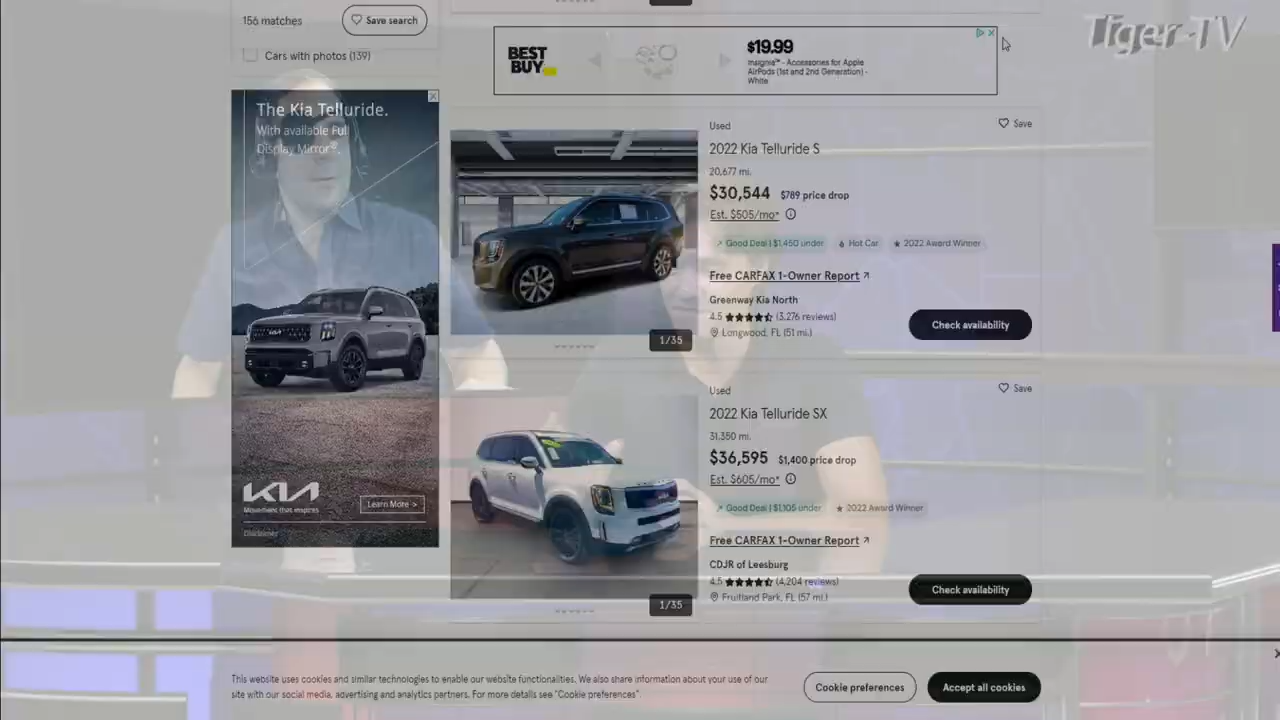 156 matches
Save search
Cars with photos (139)
Tiger-TV
BEST
BUY
$19.99
Insignia™ - Accessories for Apple
AirPods (1st and 2nd Generation) -
White
The Kia Telluride.
With available Full
Display Mirror®.
KIA
Movement that inspires
Learn More >
Disclaimer
Used
Save
2022 Kia Telluride S
20,677 mi.
$30,544 $789 price drop
Est. $505/mo*
Good Deal | $1,450 under Hot Car 2022 Award Winner
Free CARFAX 1-Owner Report
Greenway Kia North
4.5 (3,276 reviews)
Longwood, FL (51 mi.)
Check availability
1/35
Used
Save
2022 Kia Telluride SX
31,350 mi.
$36,595 $1,400 price drop
Est. $605/mo*
Good Deal | $1,105 under 2022 Award Winner
Free CARFAX 1-Owner Report
CDJR of Leesburg
4.5 (4,204 reviews)
Fruitland Park, FL (57 mi.)
Check availability
1/35
This website uses cookies and similar technologies to enable our website functionalities. We also share information about your use of our
site with our social media, advertising and analytics partners. For more details see "Cookie preferences".
Cookie preferences
Accept all cookies